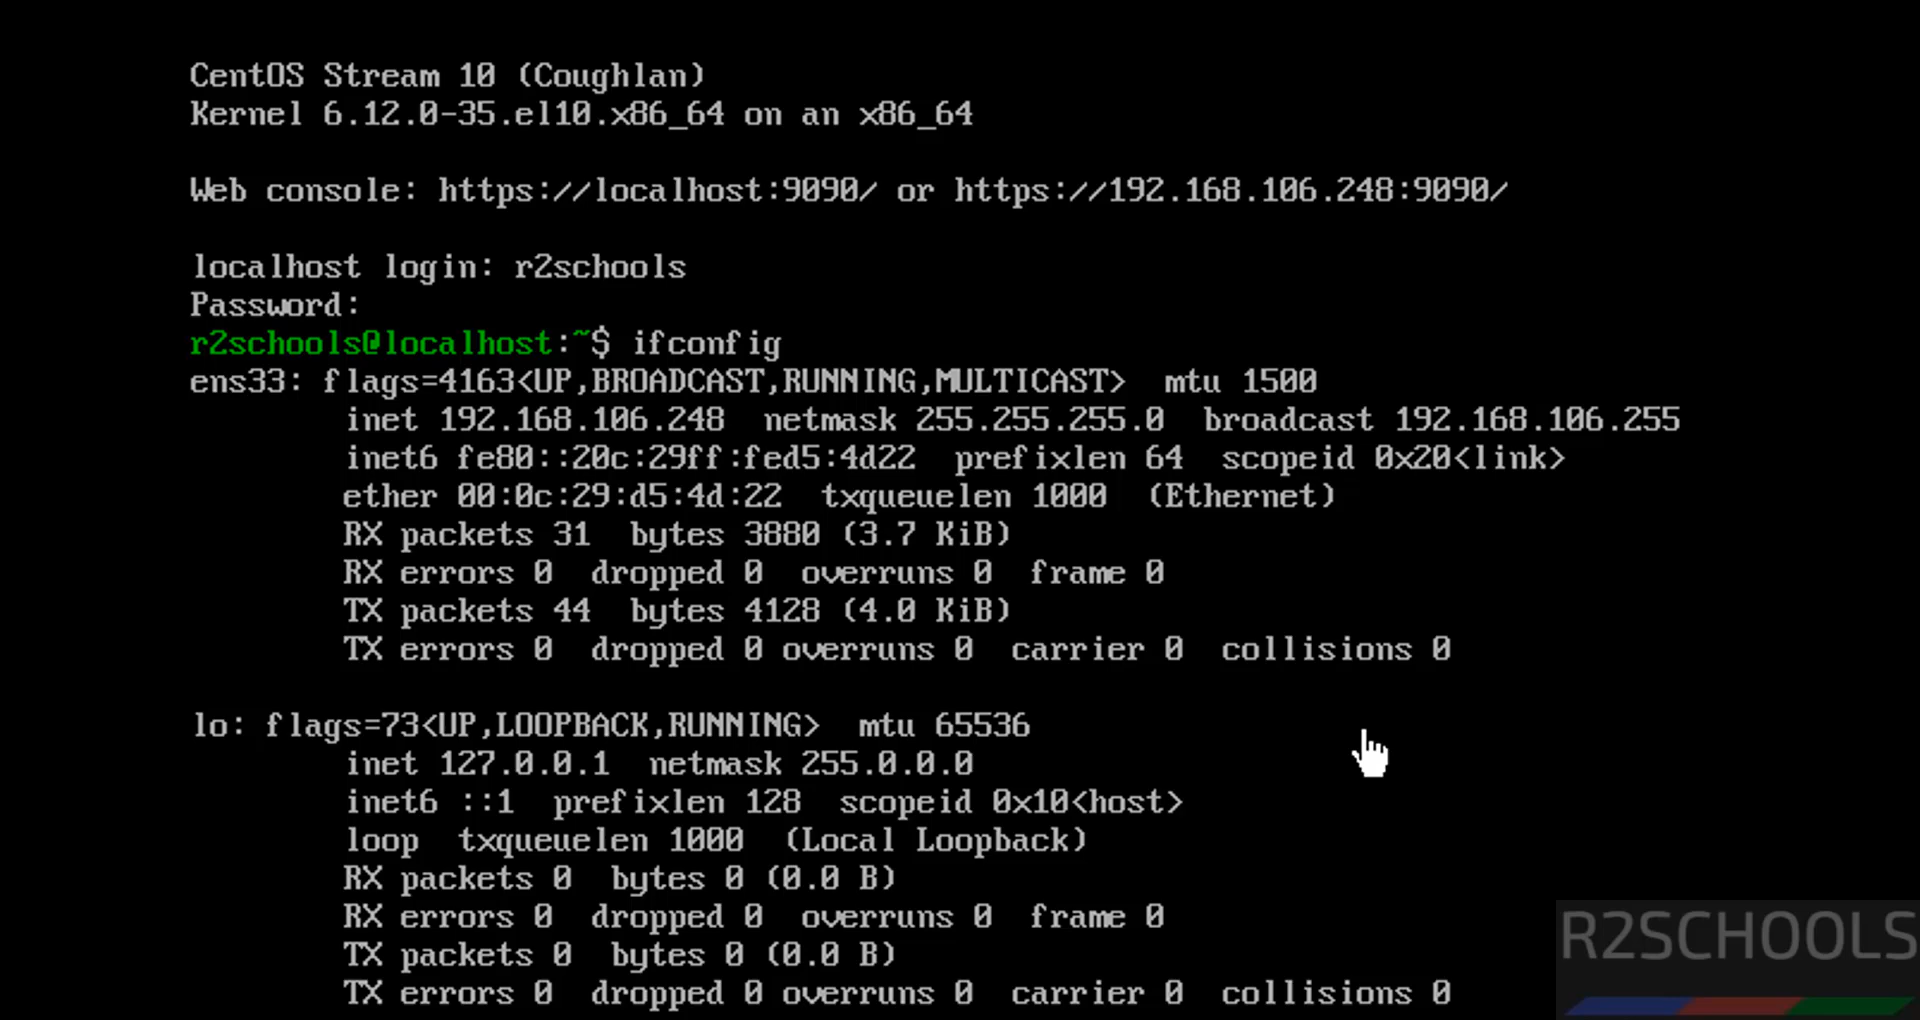 CentOS Stream 10 (Coughlan)
Kernel 6.12.0-35.el10.x86_64 on an x86_64
Web console: https://localhost:9090/ or https://192.168.106.248:9090/
localhost login: r2schools
Password:
r2schools@localhost:~$ ifconfig
ens33: flags=4163<UP,BROADCAST,RUNNING,MULTICAST>  mtu 1500
inet 192.168.106.248  netmask 255.255.255.0  broadcast 192.168.106.255
inet6 fe80::20c:29ff:fed5:4d22  prefixlen 64  scopeid 0x20<link>
ether 00:0c:29:d5:4d:22  txqueuelen 1000  (Ethernet)
RX packets 31  bytes 3880 (3.7 KiB)
RX errors 0  dropped 0  overruns 0  frame 0
TX packets 44  bytes 4128 (4.0 KiB)
TX errors 0  dropped 0 overruns 0  carrier 0  collisions 0
lo: flags=73<UP,LOOPBACK,RUNNING>  mtu 65536
inet 127.0.0.1  netmask 255.0.0.0
inet6 ::1  prefixlen 128  scopeid 0x10<host>
loop  txqueuelen 1000  (Local Loopback)
RX packets 0  bytes 0 (0.0 B)
RX errors 0  dropped 0  overruns 0  frame 0
TX packets 0  bytes 0 (0.0 B)
TX errors 0  dropped 0 overruns 0  carrier 0  collisions 0
R2SCHOOLS